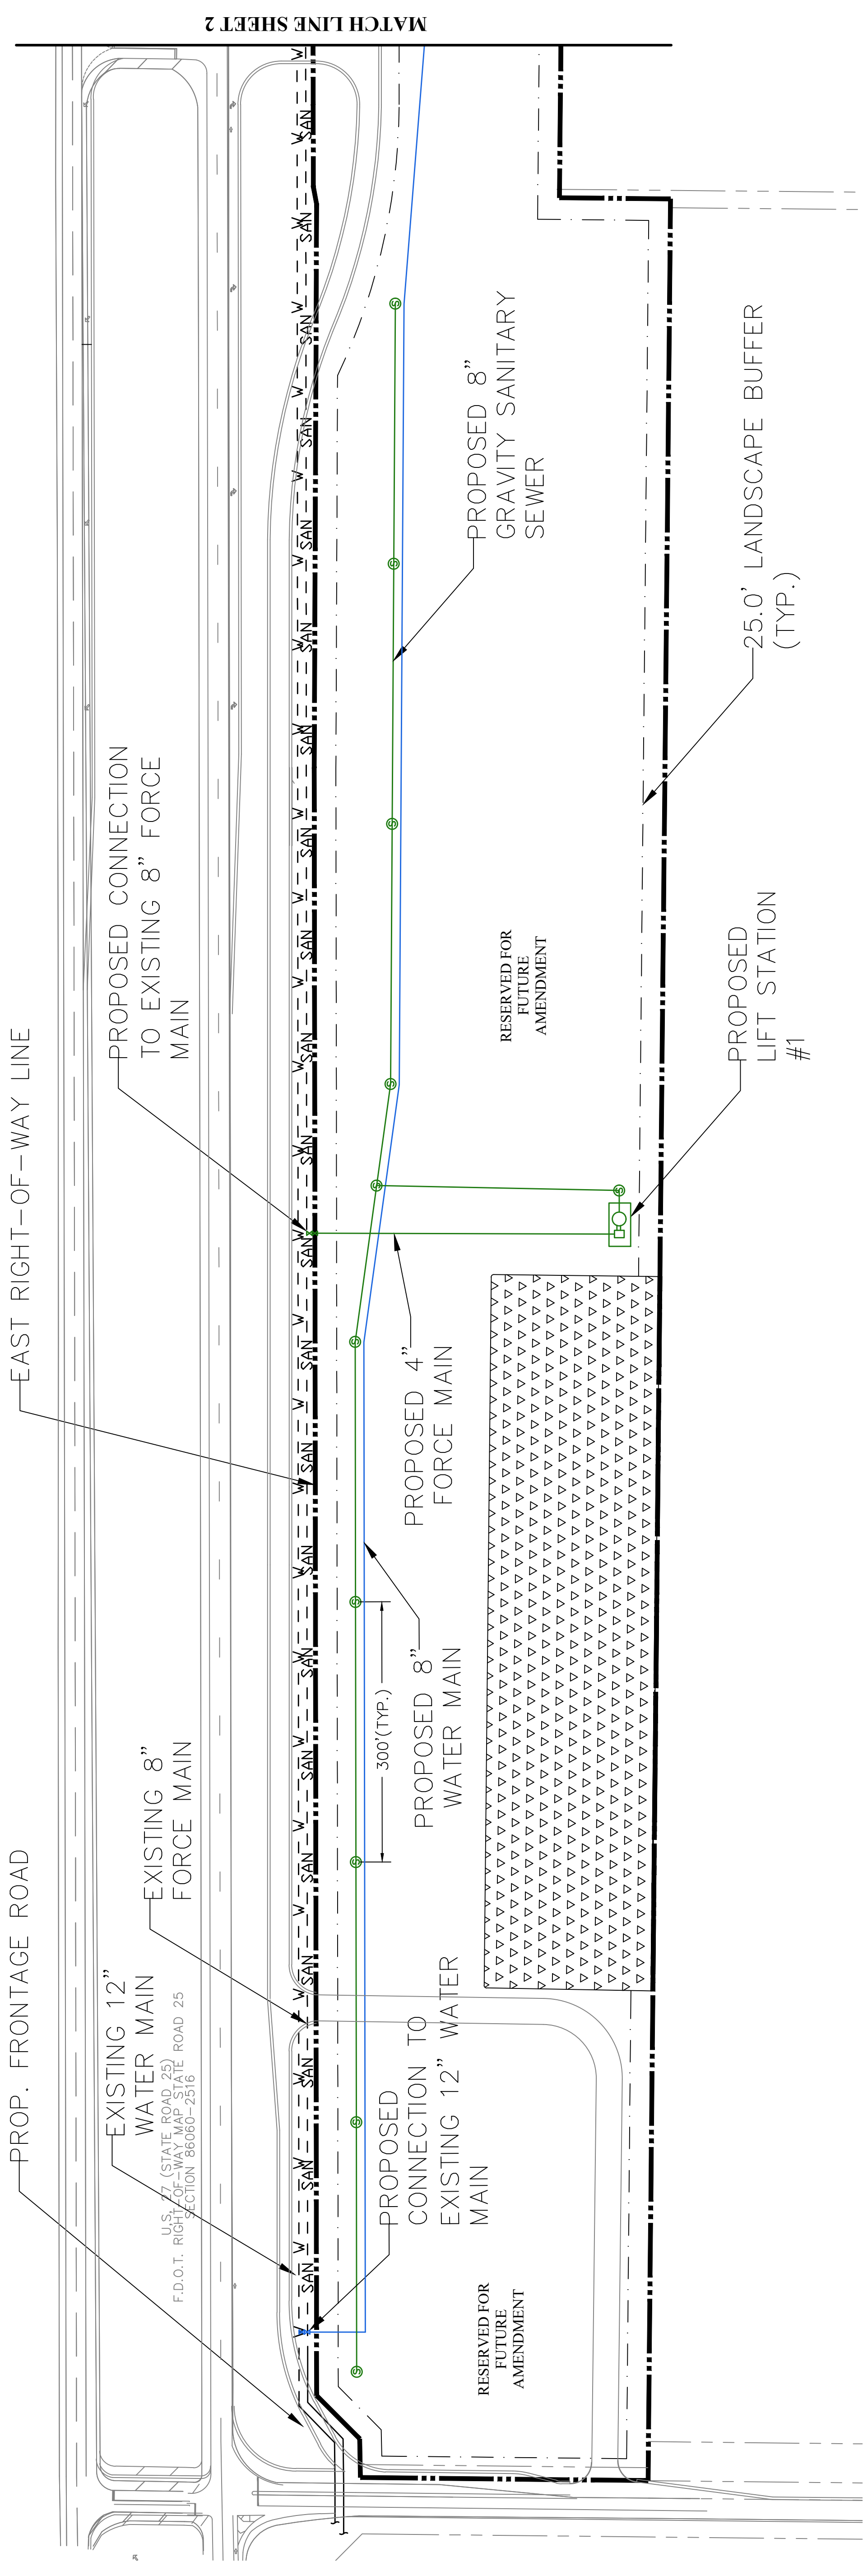 MATCH LINE SHEET 2
EAST RIGHT-OF-WAY LINE
PROPOSED CONNECTION
TO EXISTING 8" FORCE
MAIN
PROPOSED 8"
GRAVITY SANITARY
SEWER
25.0' LANDSCAPE BUFFER
(TYP.)
RESERVED FOR
FUTURE
AMENDMENT
PROPOSED
LIFT STATION
#1
PROPOSED 4"
FORCE MAIN
300'(TYP.)
PROPOSED 8"
WATER MAIN
PROP. FRONTAGE ROAD
EXISTING 12"
WATER MAIN
EXISTING 8"
FORCE MAIN
U.S. 27 (STATE ROAD 25)
F.D.O.T. RIGHT-OF-WAY MAP STATE ROAD 25
SECTION 86060-2516
PROPOSED
CONNECTION TO
EXISTING 12" WATER
MAIN
RESERVED FOR
FUTURE
AMENDMENT